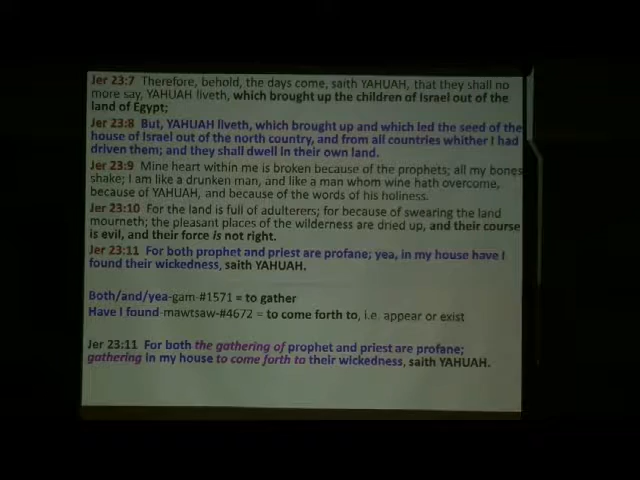 Jer 23:7 Therefore, behold, the days come, saith YAHUAH, that they shall no
more say, YAHUAH liveth, which brought up the children of Israel out of the
land of Egypt;
Jer 23:8 But, YAHUAH liveth, which brought up and which led the seed of the
house of Israel out of the north country, and from all countries whither I had
driven them; and they shall dwell in their own land.
Jer 23:9 Mine heart within me is broken because of the prophets; all my bones
shake; I am like a drunken man, and like a man whom wine hath overcome,
because of YAHUAH, and because of the words of his holiness.
Jer 23:10 For the land is full of adulterers; for because of swearing the land
mourneth; the pleasant places of the wilderness are dried up, and their course
is evil, and their force is not right.
Jer 23:11 For both prophet and priest are profane; yea, in my house have I
found their wickedness, saith YAHUAH.
Both/and/yea-gam-#1571 = to gather
Have I found-mawtsaw-#4672 = to come forth to, i.e. appear or exist
Jer 23:11 For both the gathering of prophet and priest are profane;
gathering in my house to come forth to their wickedness, saith YAHUAH.